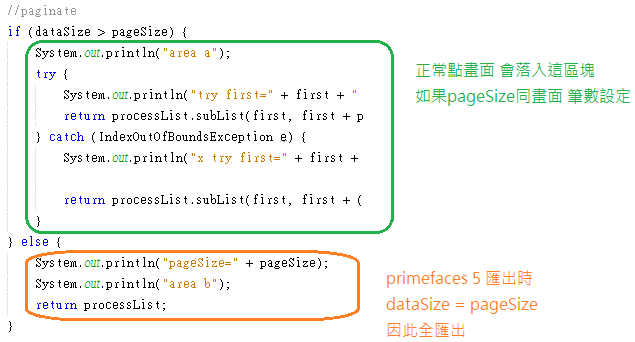 //paginate
if (dataSize > pageSize) {
System.out.println("area a");
try {
System.out.println("try first=" + first + "
return processList.subList(first, first + p
} catch (IndexOutOfBoundsException e) {
System.out.println("x try first=" + first +
return processList.subList(first, first + (
}
} else {
System.out.println("pageSize=" + pageSize);
System.out.println("area b");
return processList;
}
正常點畫面 會落入這區塊
如果pageSize同畫面 筆數設定
primefaces 5 匯出時
dataSize = pageSize
因此全匯出